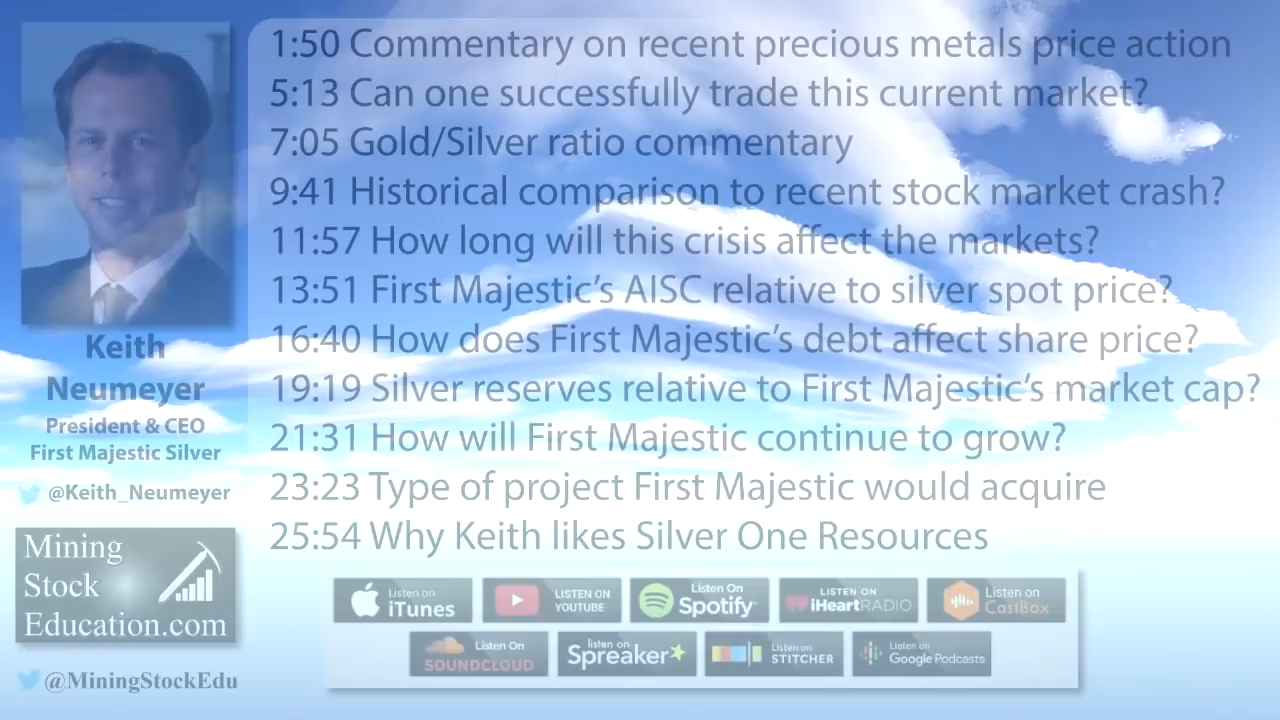 1:50 Commentary on recent precious metals price action
5:13 Can one successfully trade this current market?
7:05 Gold/Silver ratio commentary
9:41 Historical comparison to recent stock market crash?
11:57 How long will this crisis affect the markets?
13:51 First Majestic's AISC relative to silver spot price?
16:40 How does First Majestic's debt affect share price?
19:19 Silver reserves relative to First Majestic's market cap?
21:31 How will First Majestic continue to grow?
23:23 Type of project First Majestic would acquire
25:54 Why Keith likes Silver One Resources
Keith
Neumeyer
President & CEO
First Majestic Silver
@Keith_Neumeyer
Mining
Stock
Education.com
@MiningStockEdu
Listen on
iTunes
LISTEN ON
YOUTUBE
Listen On
Spotify
LISTEN ON
iHeartRADIO
Listen on
CastBox
Listen On
SOUNDCLOUD
listen on
Spreaker
Listen on
STITCHER
Listen on
Google Podcasts